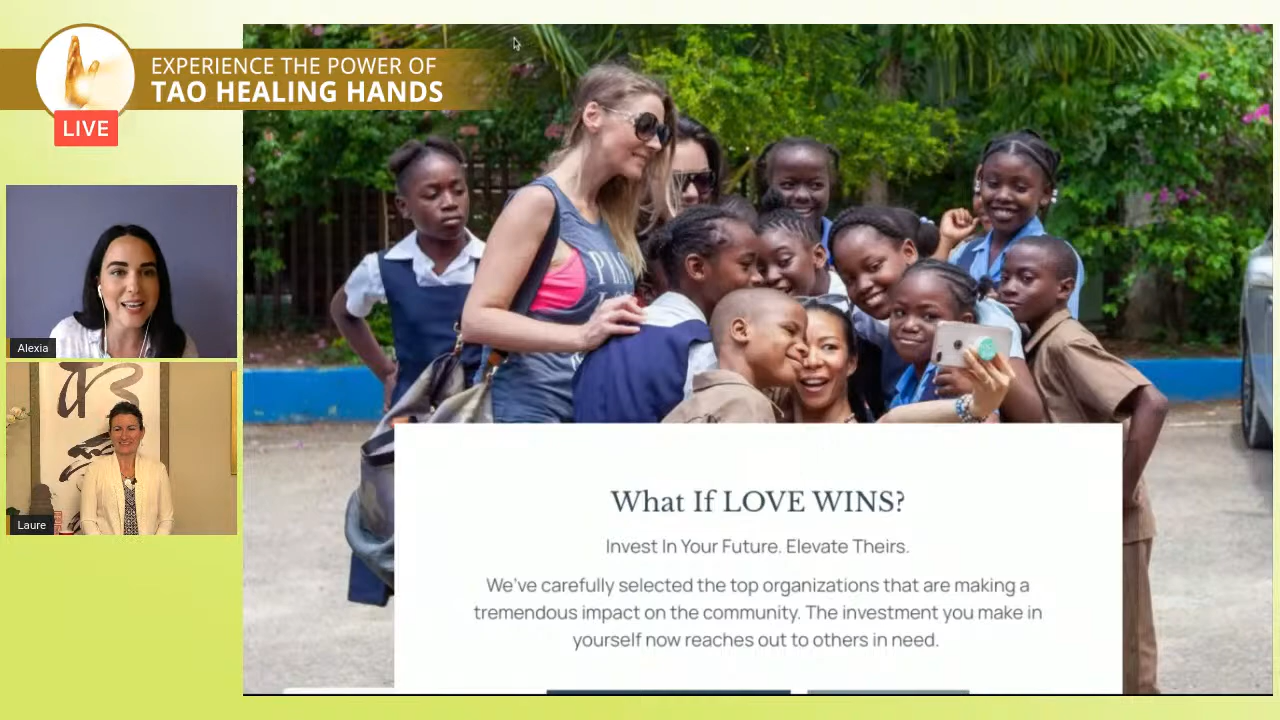 EXPERIENCE THE POWER OF
TAO HEALING HANDS
LIVE
Alexia
Laure
What If LOVE WINS?
Invest In Your Future. Elevate Theirs.
We've carefully selected the top organizations that are making a
tremendous impact on the community. The investment you make in
yourself now reaches out to others in need.